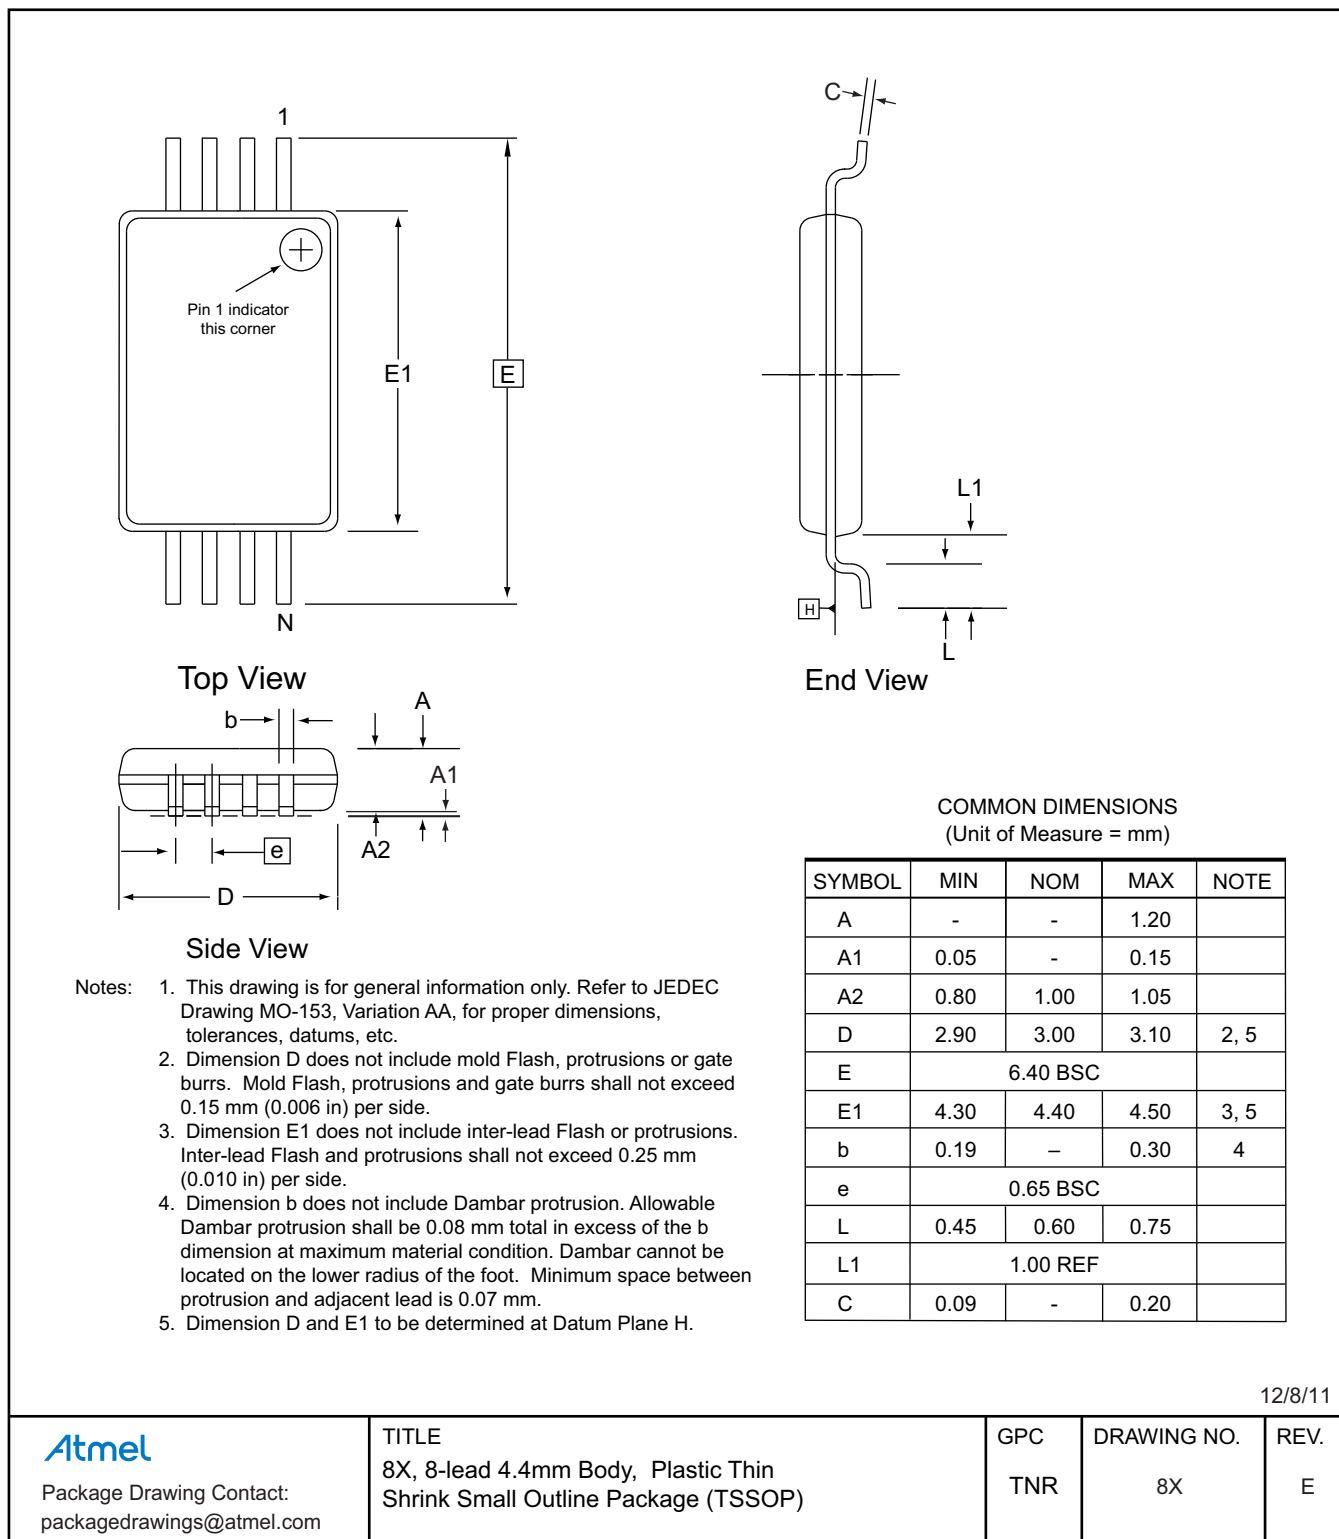 1
C
Pin 1 indicator
this corner
E1
E
L1
H
N
L
Top View
End View
b
A
A1
e
A2
D
Side View
COMMON DIMENSIONS
(Unit of Measure = mm)
SYMBOL MIN NOM MAX NOTE
A - - 1.20
A1 0.05 - 0.15
A2 0.80 1.00 1.05
D 2.90 3.00 3.10 2, 5
E 6.40 BSC
E1 4.30 4.40 4.50 3, 5
b 0.19 – 0.30 4
e 0.65 BSC
L 0.45 0.60 0.75
L1 1.00 REF
C 0.09 - 0.20
Notes: 1. This drawing is for general information only. Refer to JEDEC
Drawing MO-153, Variation AA, for proper dimensions,
tolerances, datums, etc.
2. Dimension D does not include mold Flash, protrusions or gate
burrs. Mold Flash, protrusions and gate burrs shall not exceed
0.15 mm (0.006 in) per side.
3. Dimension E1 does not include inter-lead Flash or protrusions.
Inter-lead Flash and protrusions shall not exceed 0.25 mm
(0.010 in) per side.
4. Dimension b does not include Dambar protrusion. Allowable
Dambar protrusion shall be 0.08 mm total in excess of the b
dimension at maximum material condition. Dambar cannot be
located on the lower radius of the foot. Minimum space between
protrusion and adjacent lead is 0.07 mm.
5. Dimension D and E1 to be determined at Datum Plane H.
12/8/11
Atmel
Package Drawing Contact:
packagedrawings@atmel.com
TITLE
8X, 8-lead 4.4mm Body, Plastic Thin
Shrink Small Outline Package (TSSOP)
GPC
TNR
DRAWING NO.
8X
REV.
E